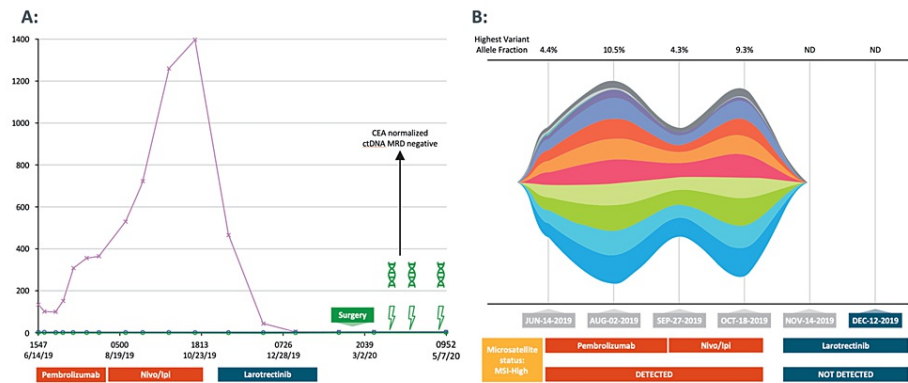 A:
1400
1200
1000
800
600
400
200
0
CEA normalized
ctDNA MRD negative
Surgery
1547 0500 1813 0726 2039 0952
6/14/19 8/19/19 10/23/19 12/28/19 3/2/20 5/7/20
Pembrolizumab Nivo/Ipi Larotrectinib
B:
Highest Variant
Allele Fraction
4.4% 10.5% 4.3% 9.3% ND ND
JUN-14-2019 AUG-02-2019 SEP-27-2019 OCT-18-2019 NOV-14-2019 DEC-12-2019
Microsatellite
status:
MSI-High
Pembrolizumab Nivo/Ipi Larotrectinib
DETECTED NOT DETECTED